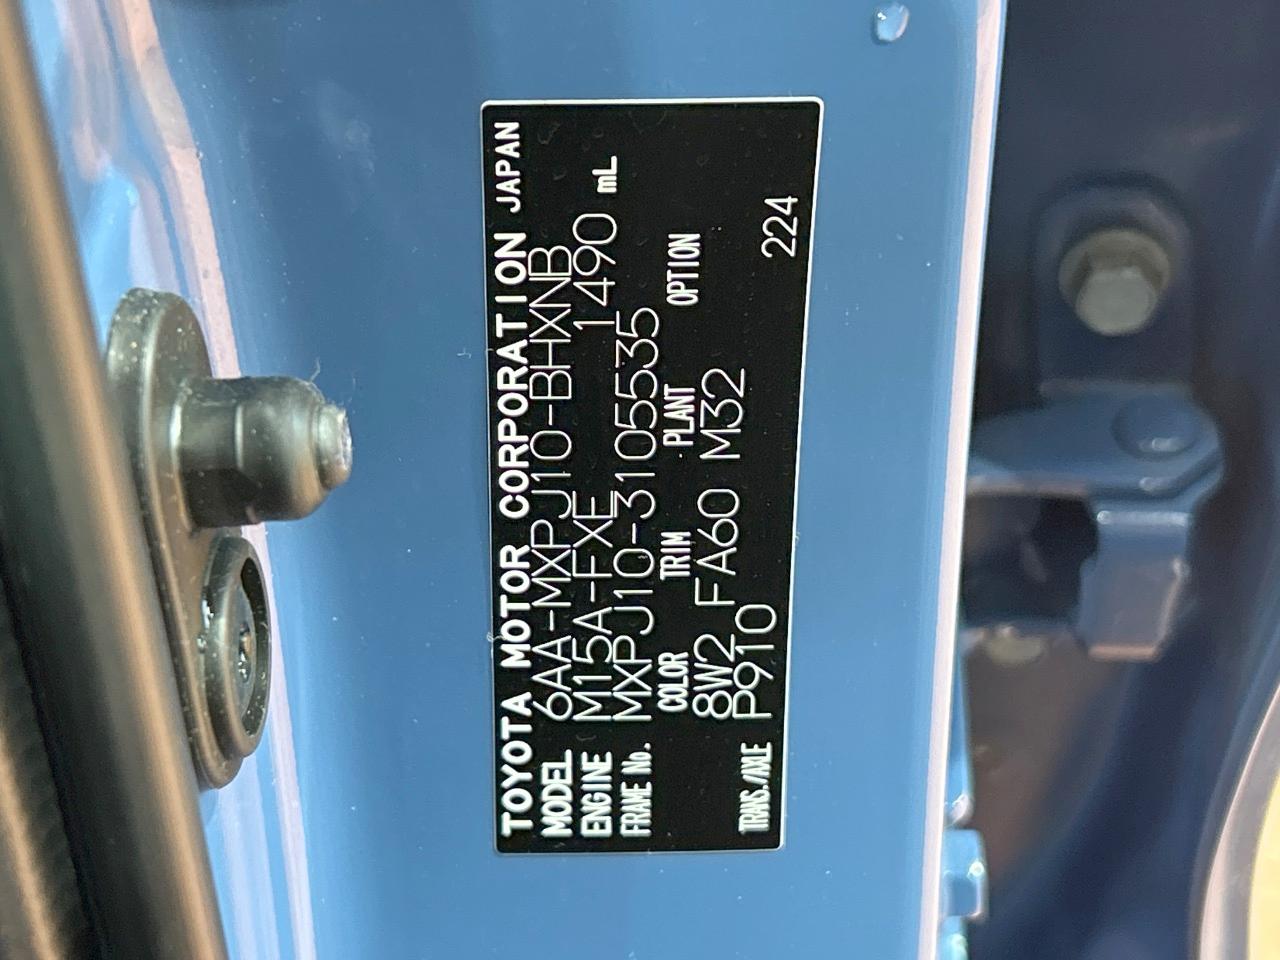 TOYOTA MOTOR CORPORATION JAPAN
MODEL 6AA-MXPJ10-BHXNB
ENGINE M15A-FXE 1490 mL
FRAME No. MXPJ10-3105535
COLOR TRIM PLANT OPTION
8W2 FA60 M32
TRANS./AXLE P910 224